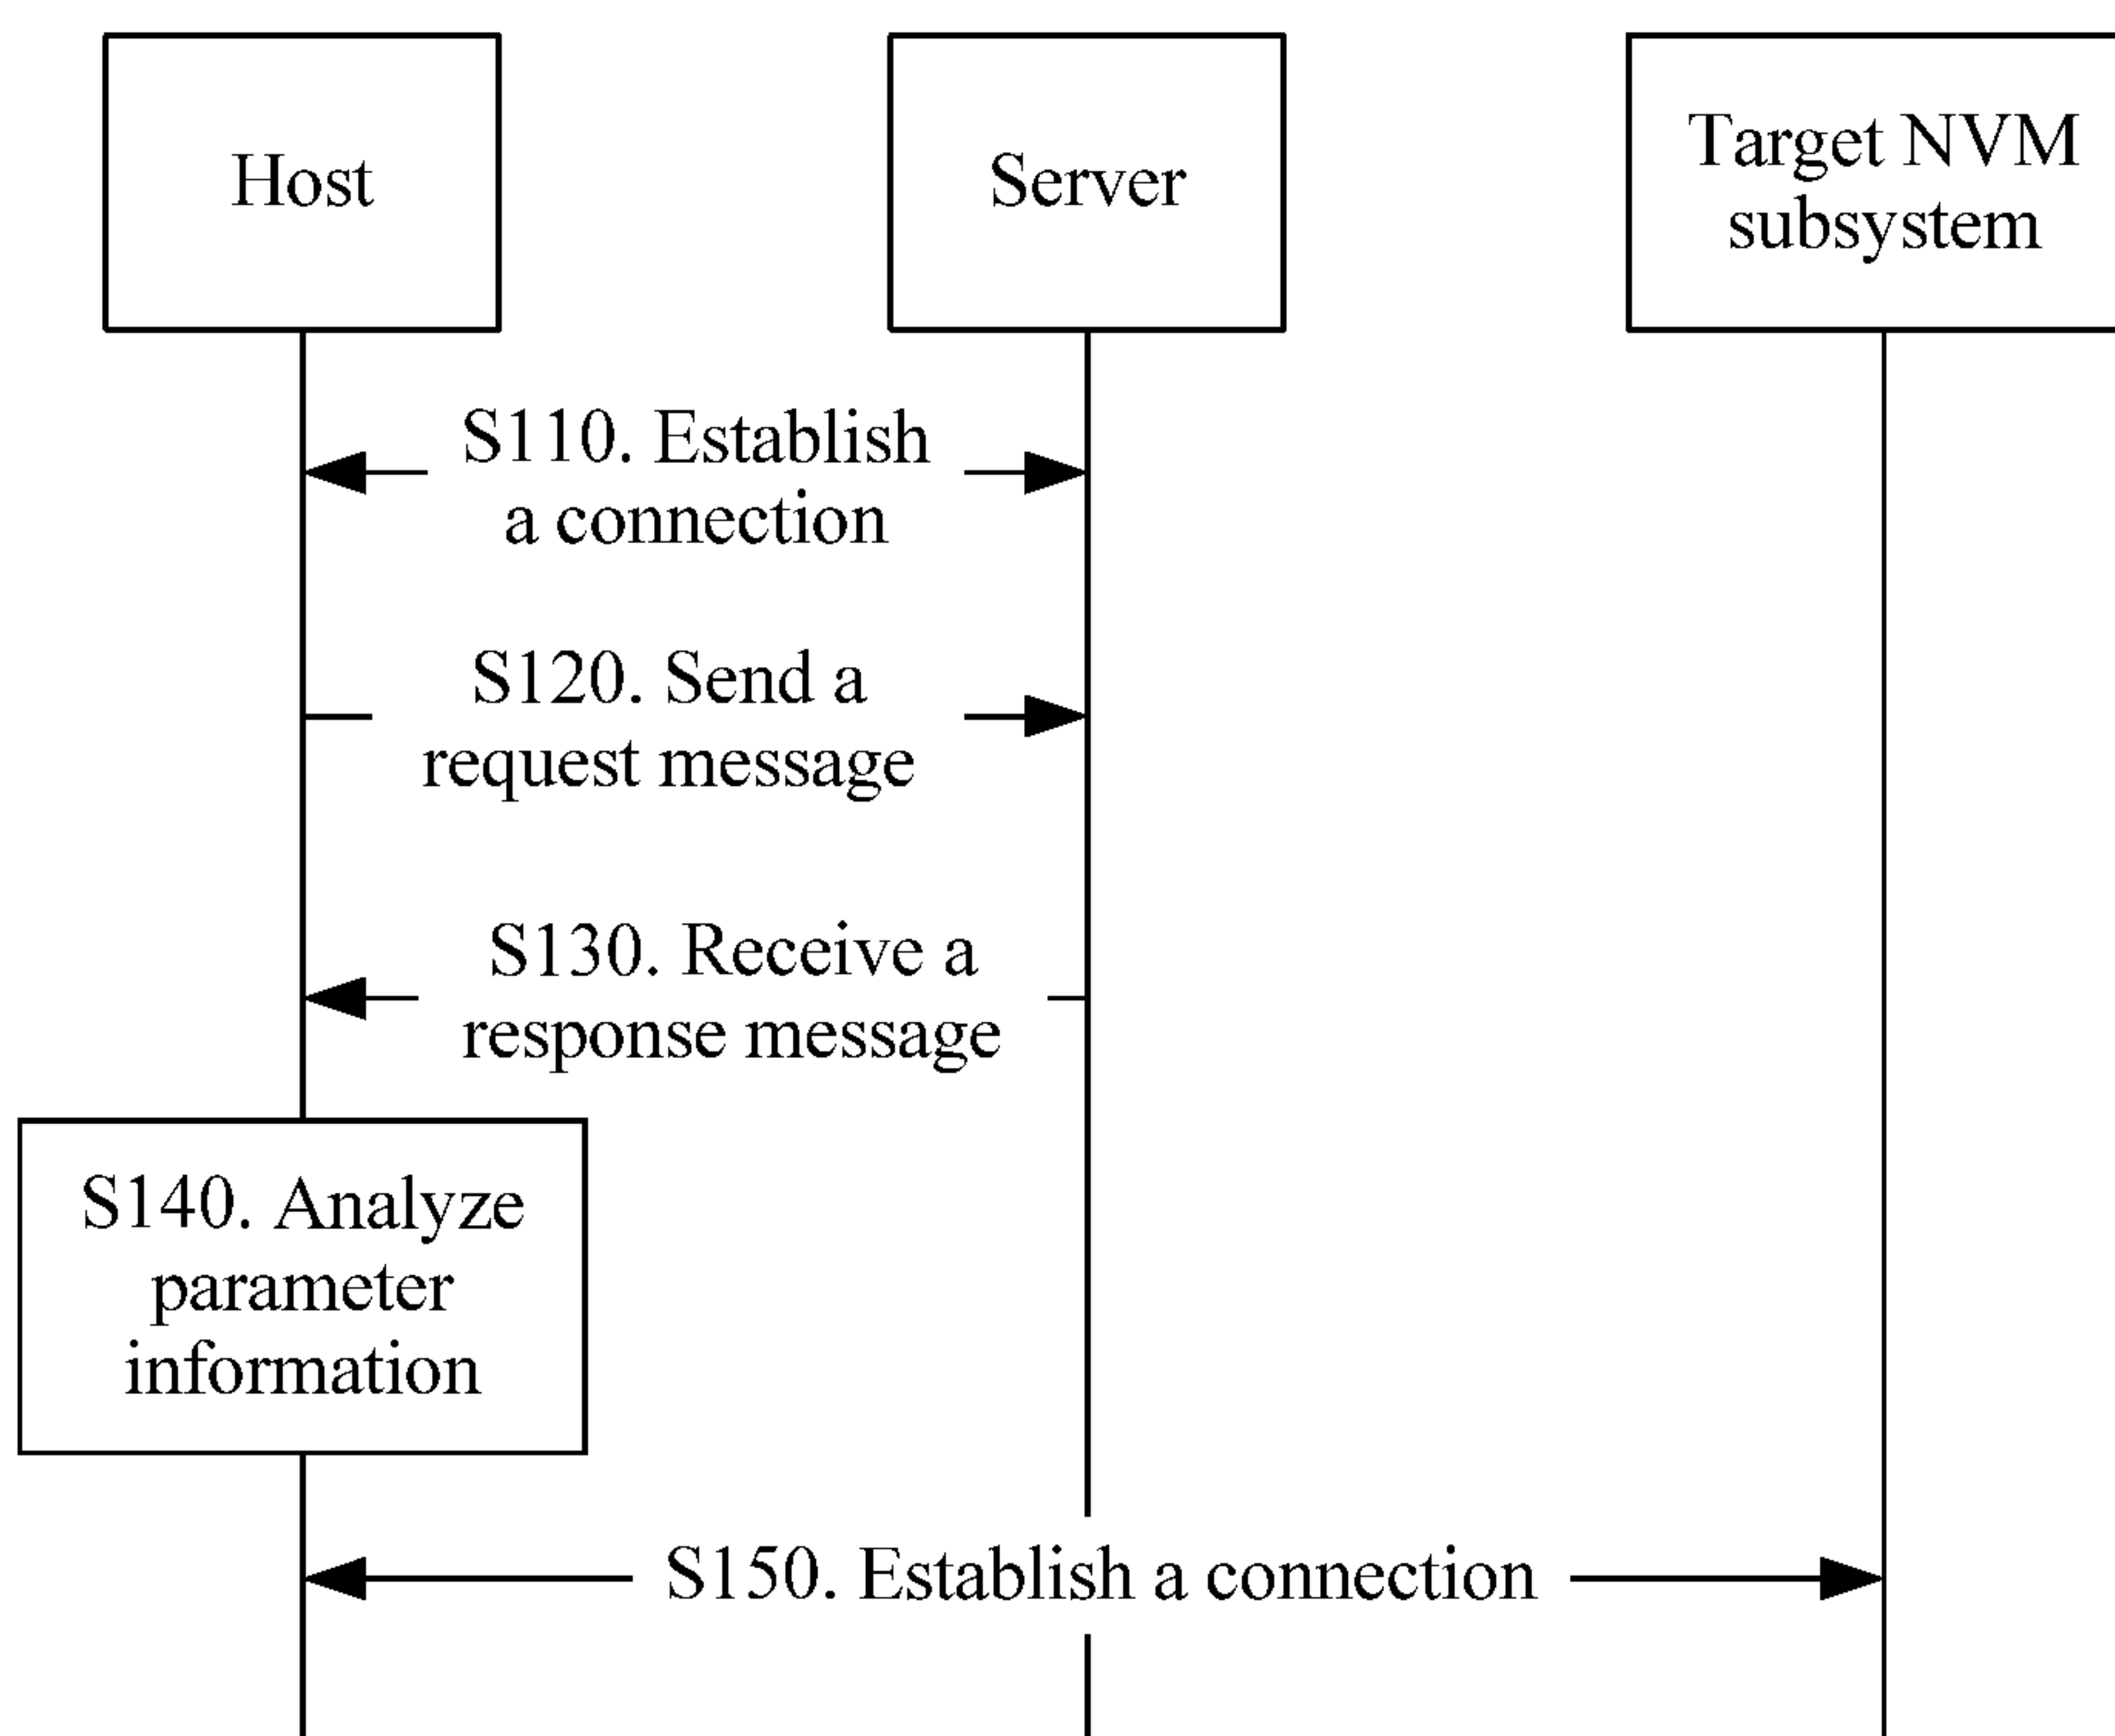 Host
Server
Target NVM
subsystem
S110. Establish
a connection
S120. Send a
request message
S130. Receive a
response message
S140. Analyze
parameter
information
S150. Establish a connection